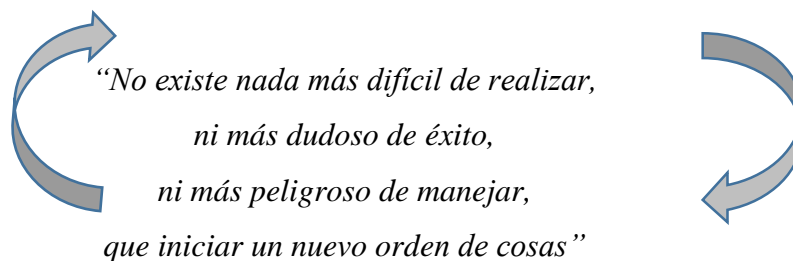 “No existe nada más difícil de realizar,
ni más dudoso de éxito,
ni más peligroso de manejar,
que iniciar un nuevo orden de cosas”